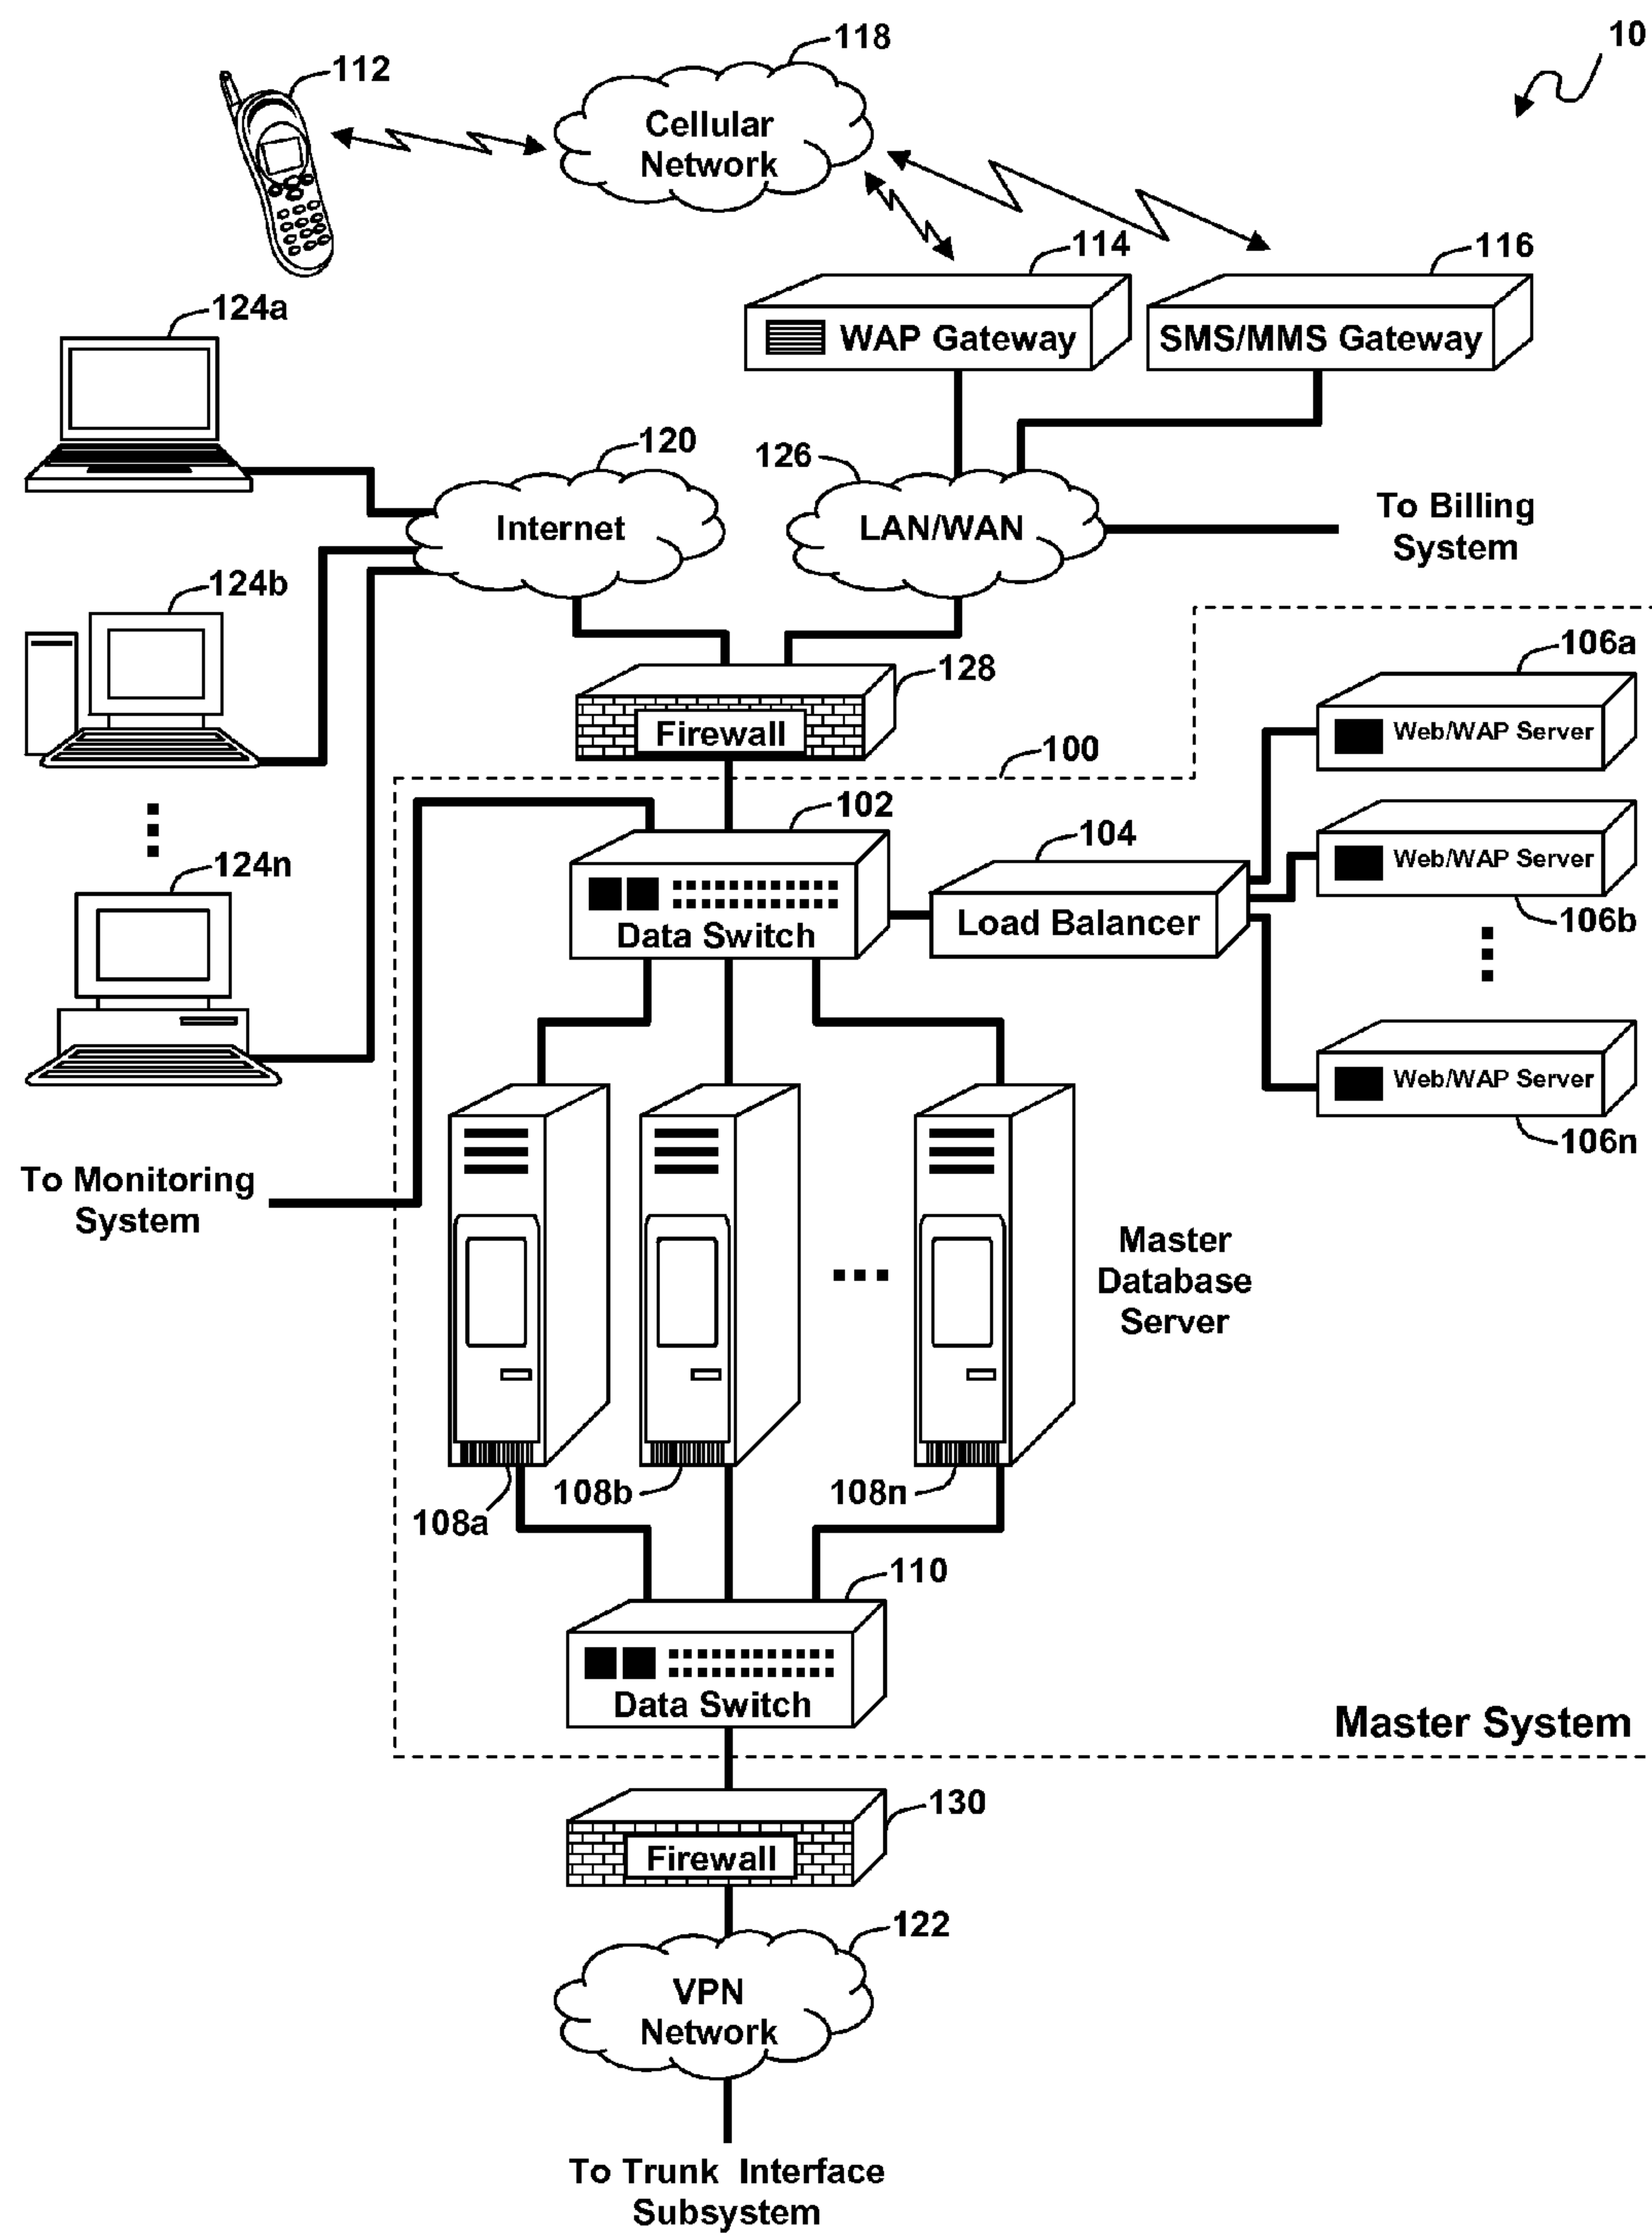 118
10
112
Cellular
Network
114
116
124a
WAP Gateway
SMS/MMS Gateway
120
126
Internet
LAN/WAN
To Billing
System
124b
106a
128
Web/WAP Server
Firewall
100
102
104
Web/WAP Server
124n
Data Switch
Load Balancer
106b
Web/WAP Server
106n
To Monitoring
System
Master
Database
Server
108a
108b
108n
110
Data Switch
Master System
130
Firewall
122
VPN
Network
To Trunk Interface
Subsystem